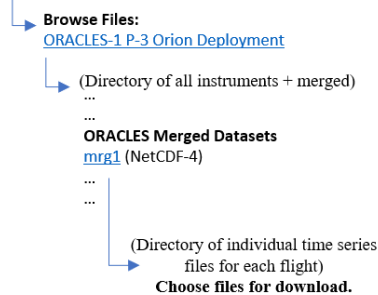 Browse Files:
ORACLES-1 P-3 Orion Deployment
(Directory of all instruments + merged)
...
...
ORACLES Merged Datasets
mrg1 (NetCDF-4)
...
...
(Directory of individual time series
files for each flight)
Choose files for download.